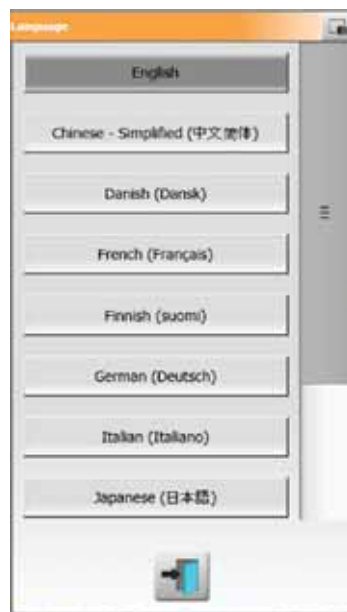 Language
English
Chinese - Simplified (中文简体)
Danish (Dansk)
French (Français)
Finnish (suomi)
German (Deutsch)
Italian (Italiano)
Japanese (日本語)